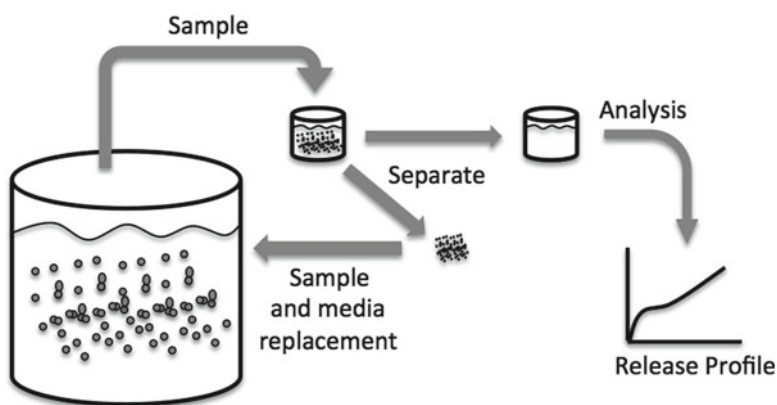 Sample
Analysis
Separate
Sample
and media
replacement
Release Profile